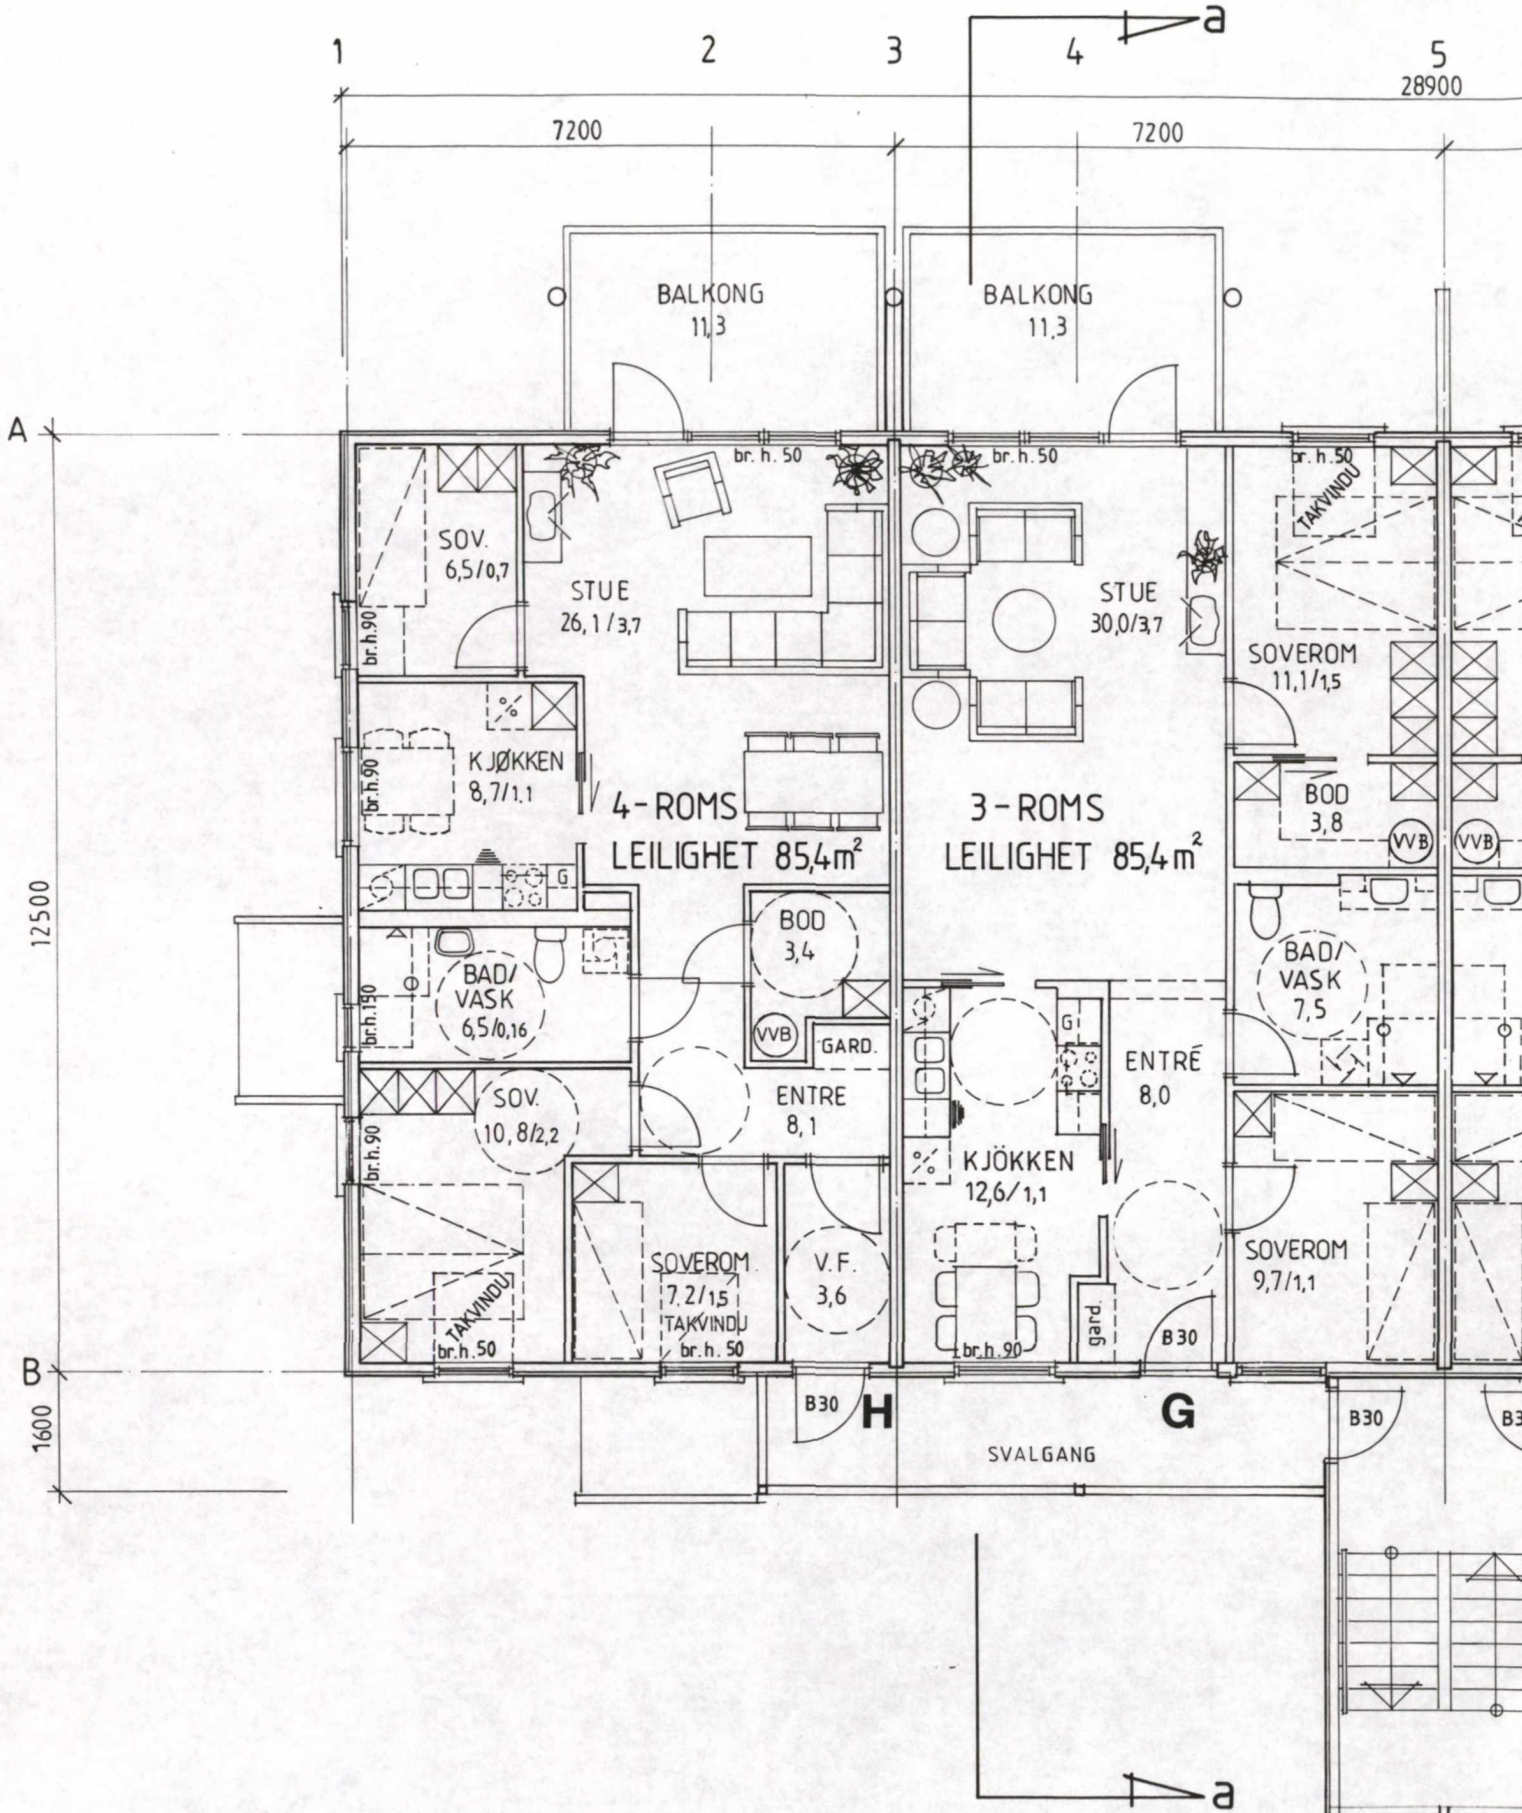 a
1 2 3 4 5
28900
7200 7200
BALKONG
11,3
BALKONG
11,3
A
br. h. 50
br. h. 50
br. h. 50
TAKVINDU
SOV.
6,5/0,7
STUE
26,1/3,7
STUE
30,0/3,7
br.h.90
SOVEROM
11,1/1,5
KJØKKEN
8,7/1,1
br.h.90
4-ROMS
LEILIGHET 85,4m²
3-ROMS
LEILIGHET 85,4m²
BOD
3,8
VVB
VVB
G
12500
BOD
3,4
BAD/
VASK
6,5/0,16
br.h.150
BAD/
VASK
7,5
VVB
GARD.
G
ENTRÉ
8,0
SOV.
10,8/2,2
ENTRE
8,1
br.h.90
KJÖKKEN
12,6/1,1
SOVEROM
7.2/1,5
TAKVINDU
br.h. 50
V.F.
3,6
SOVEROM
9,7/1,1
TAKVINDU
br.h.50
gard.
B30
br.h.90
B
1600
B30
H
G
B30
B3
SVALGANG
a